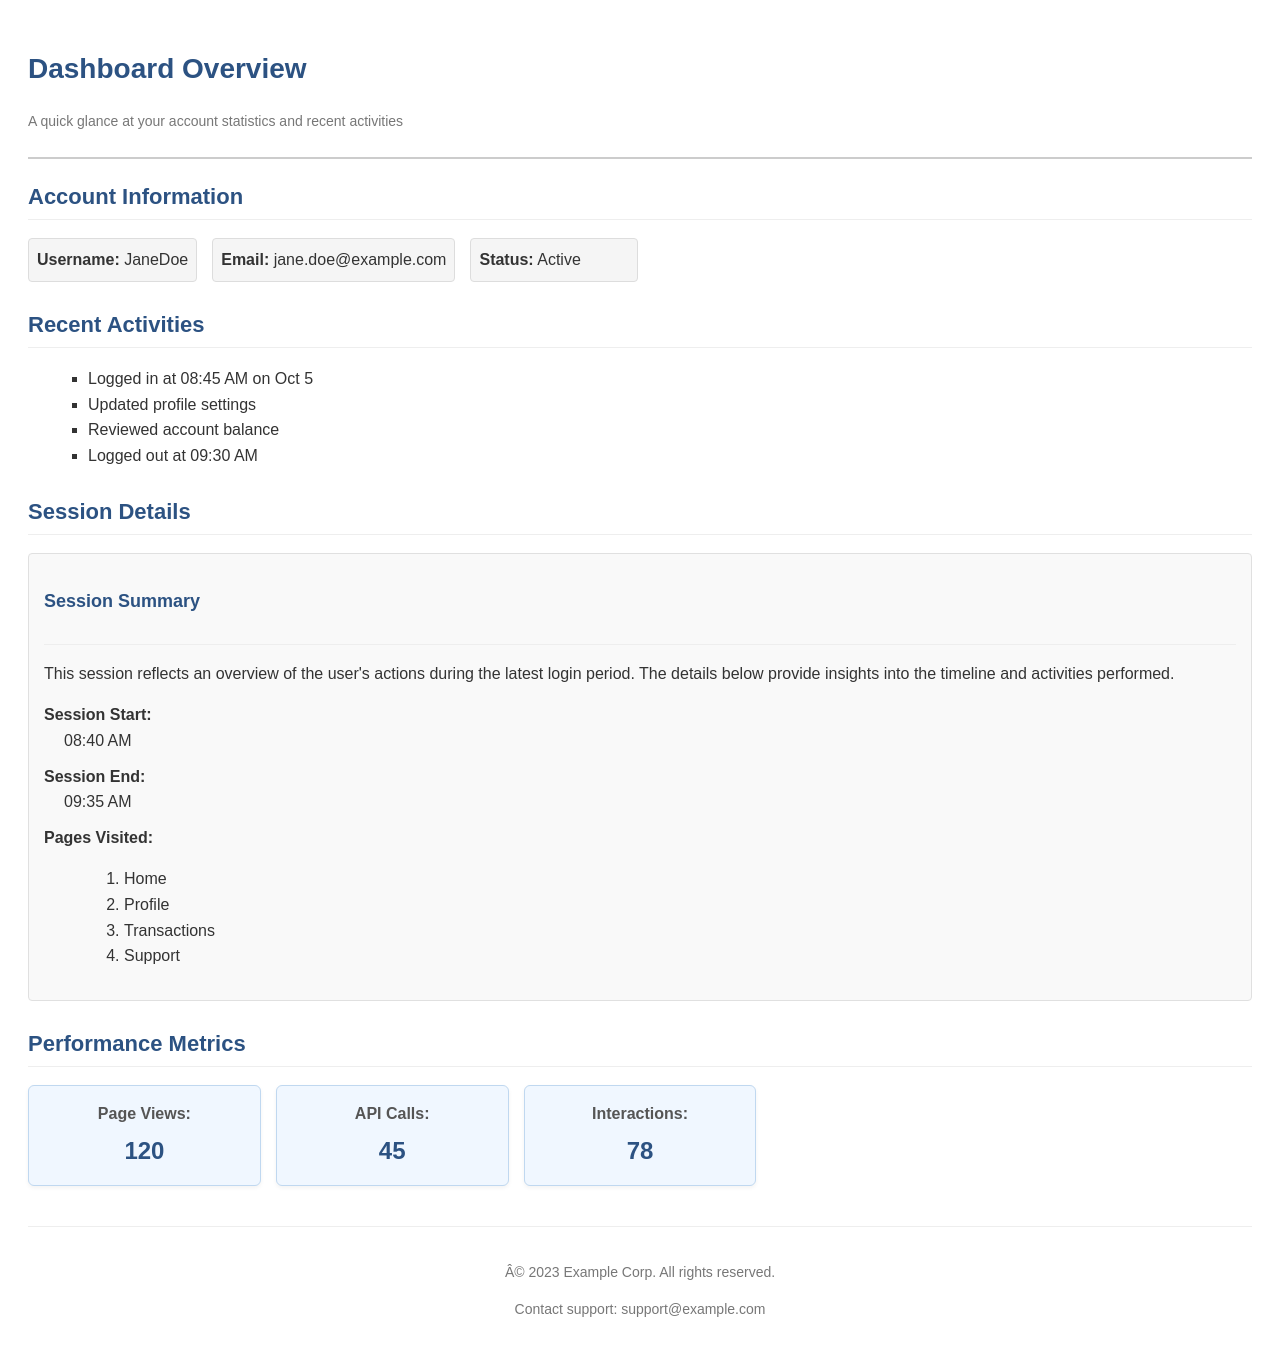 Dashboard Overview
A quick glance at your account statistics and recent activities
Account Information
Username: JaneDoe
Email: jane.doe@example.com
Status: Active
Recent Activities
Logged in at 08:45 AM on Oct 5
Updated profile settings
Reviewed account balance
Logged out at 09:30 AM
Session Details
Session Summary
This session reflects an overview of the user's actions during the latest login period. The details below provide insights into the timeline and activities performed.
Session Start:
08:40 AM
Session End:
09:35 AM
Pages Visited:
1. Home
2. Profile
3. Transactions
4. Support
Performance Metrics
Page Views:
120
API Calls:
45
Interactions:
78
Â© 2023 Example Corp. All rights reserved.
Contact support: support@example.com